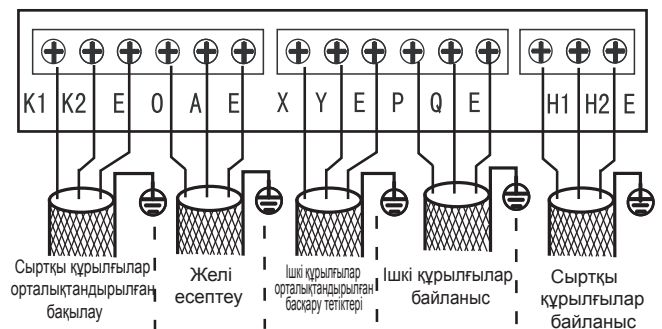 K1 K2 E O A E X Y E P Q E H1 H2 E
Сыртқы құрылғылар
орталықтандырылған
бақылау
Желі
есептеу
Ішкі құрылғылар
орталықтандырылған
басқару тетіктері
Ішкі құрылғылар
байланыс
Сыртқы
құрылғылар
байланыс